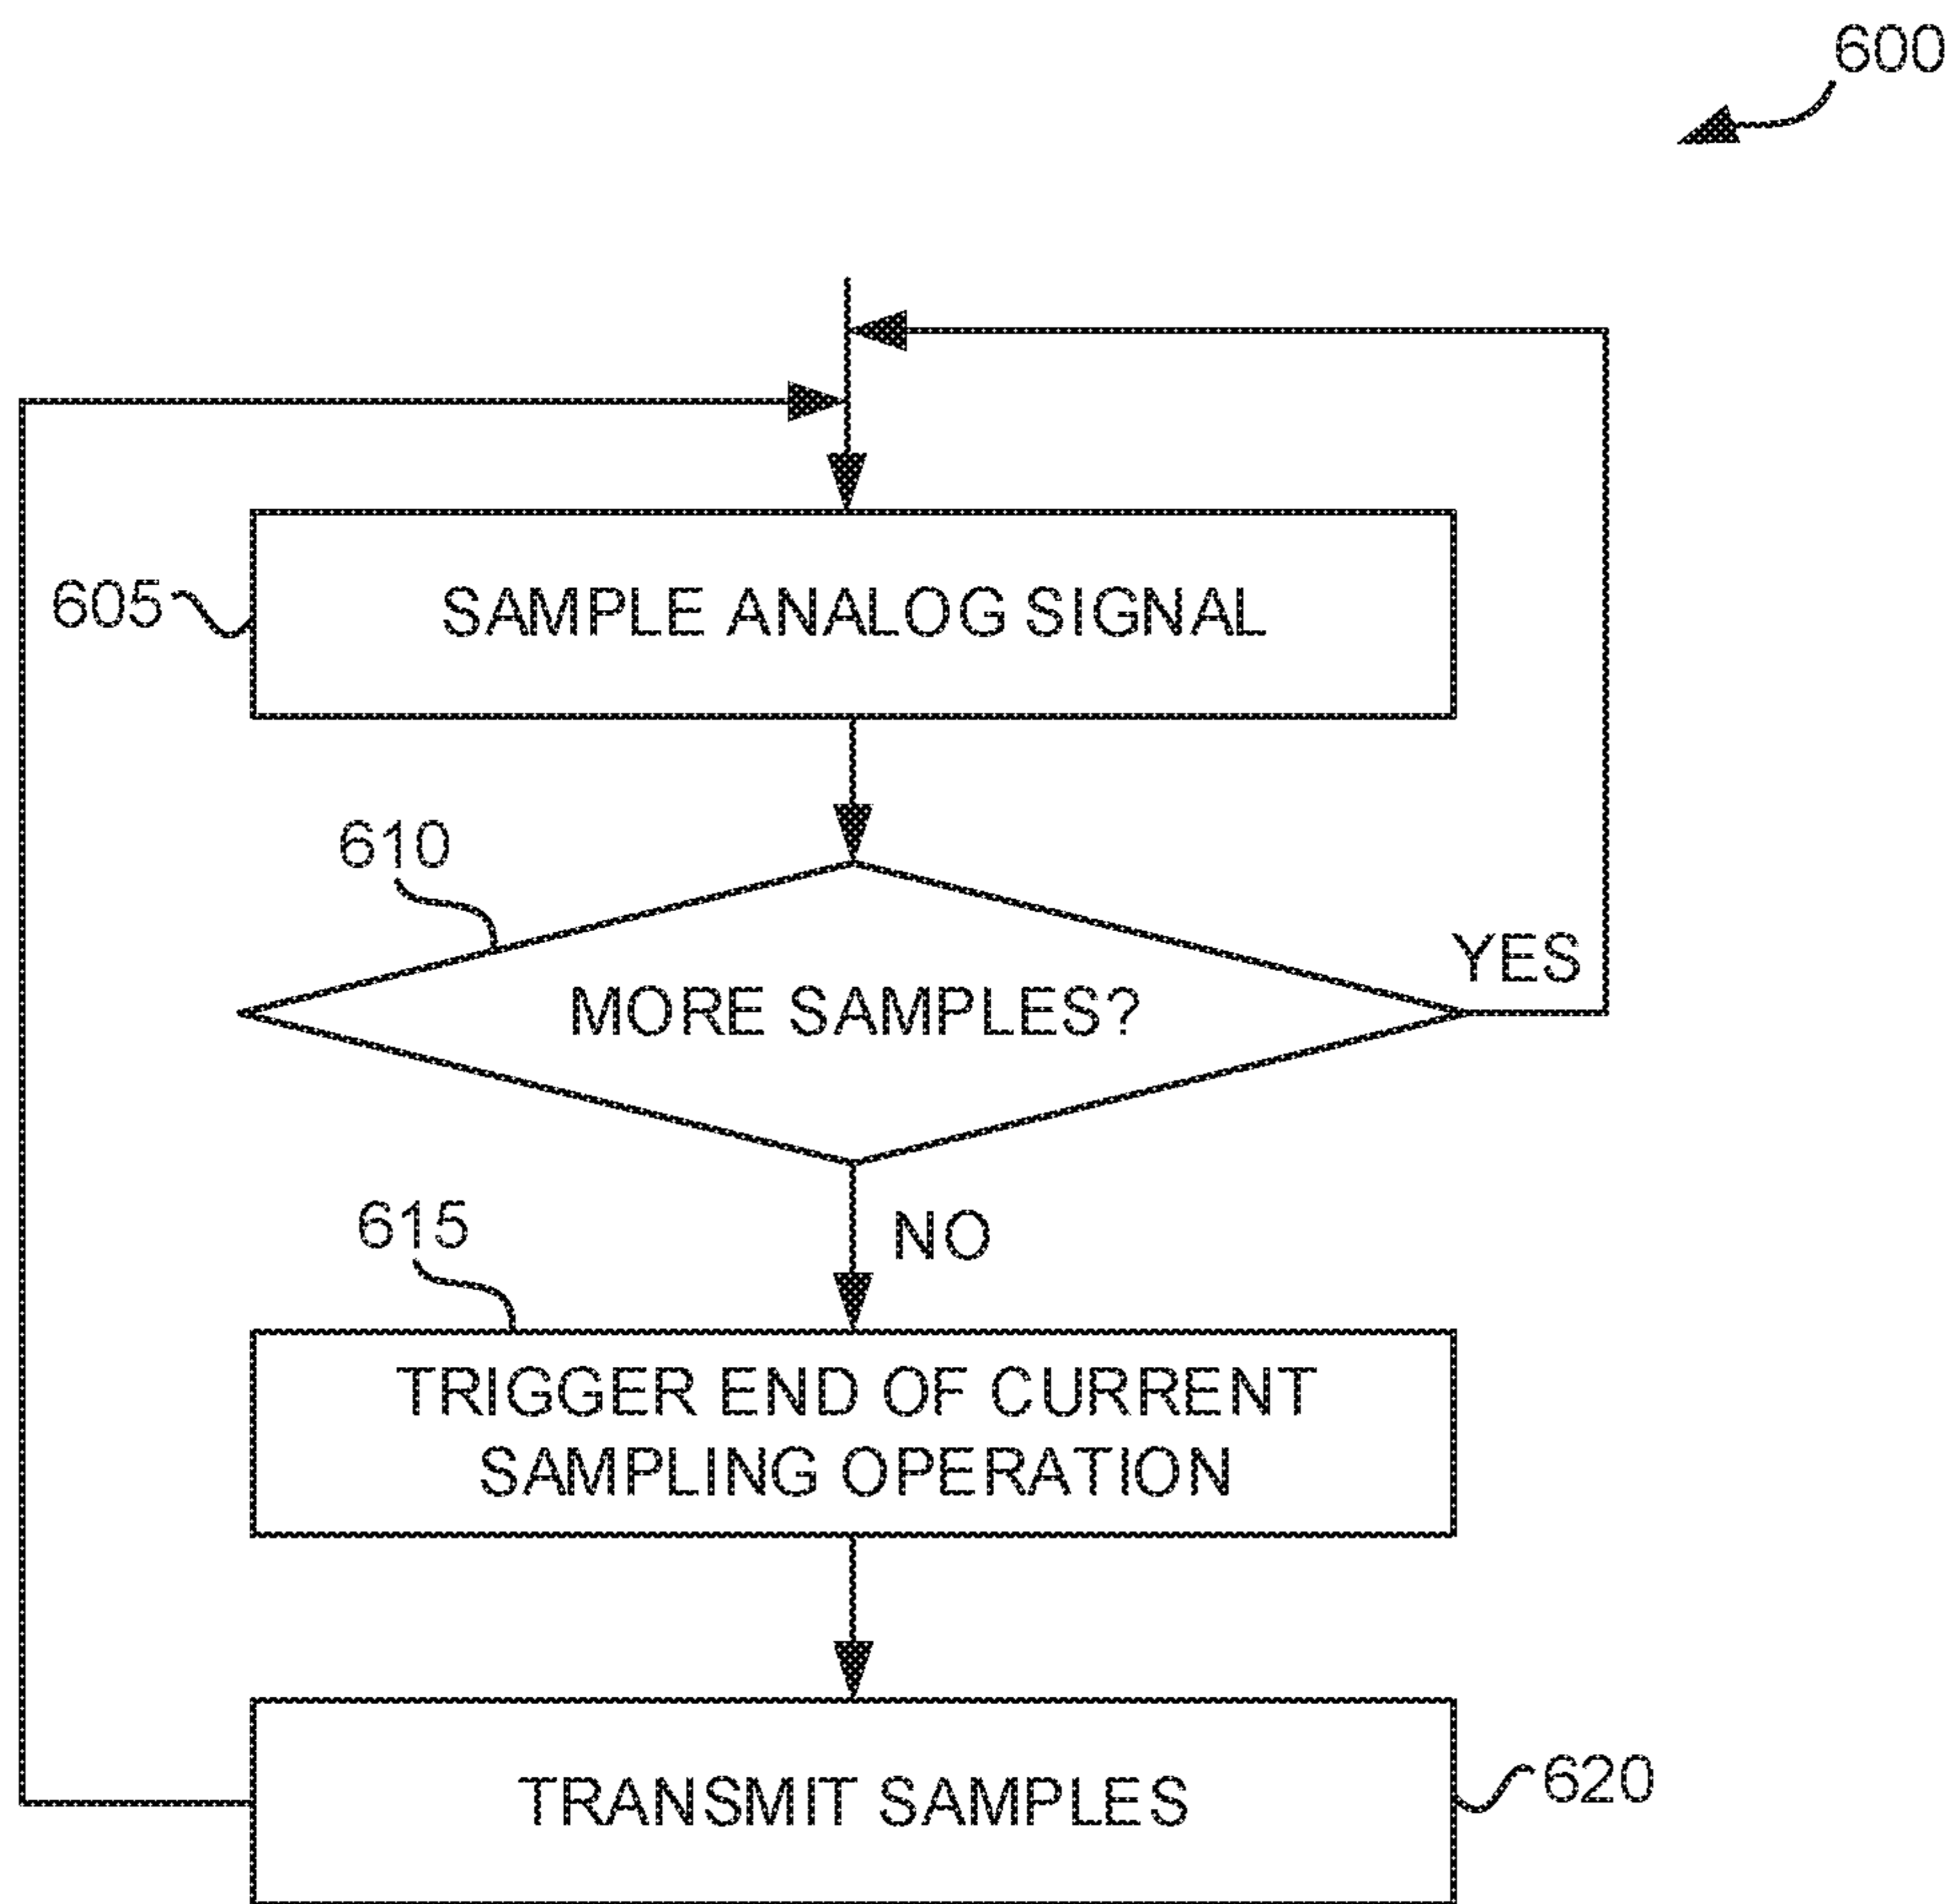 600
605
SAMPLE ANALOG SIGNAL
610
MORE SAMPLES?
YES
615
NO
TRIGGER END OF CURRENT
SAMPLING OPERATION
TRANSMIT SAMPLES
620